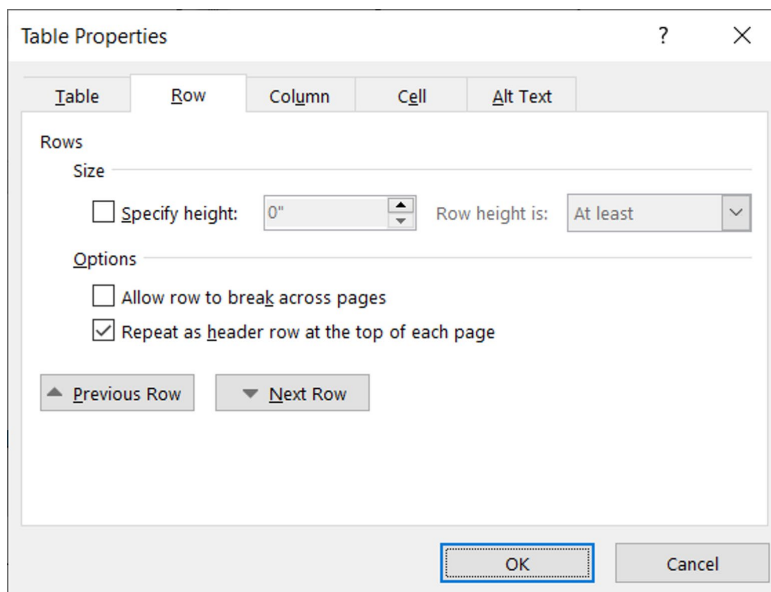 Table Properties ?
Table Row Column Cell Alt Text
Rows
Size
Specify height: 0" Row height is: At least
Options
Allow row to break across pages
Repeat as header row at the top of each page
Previous Row Next Row
OK Cancel